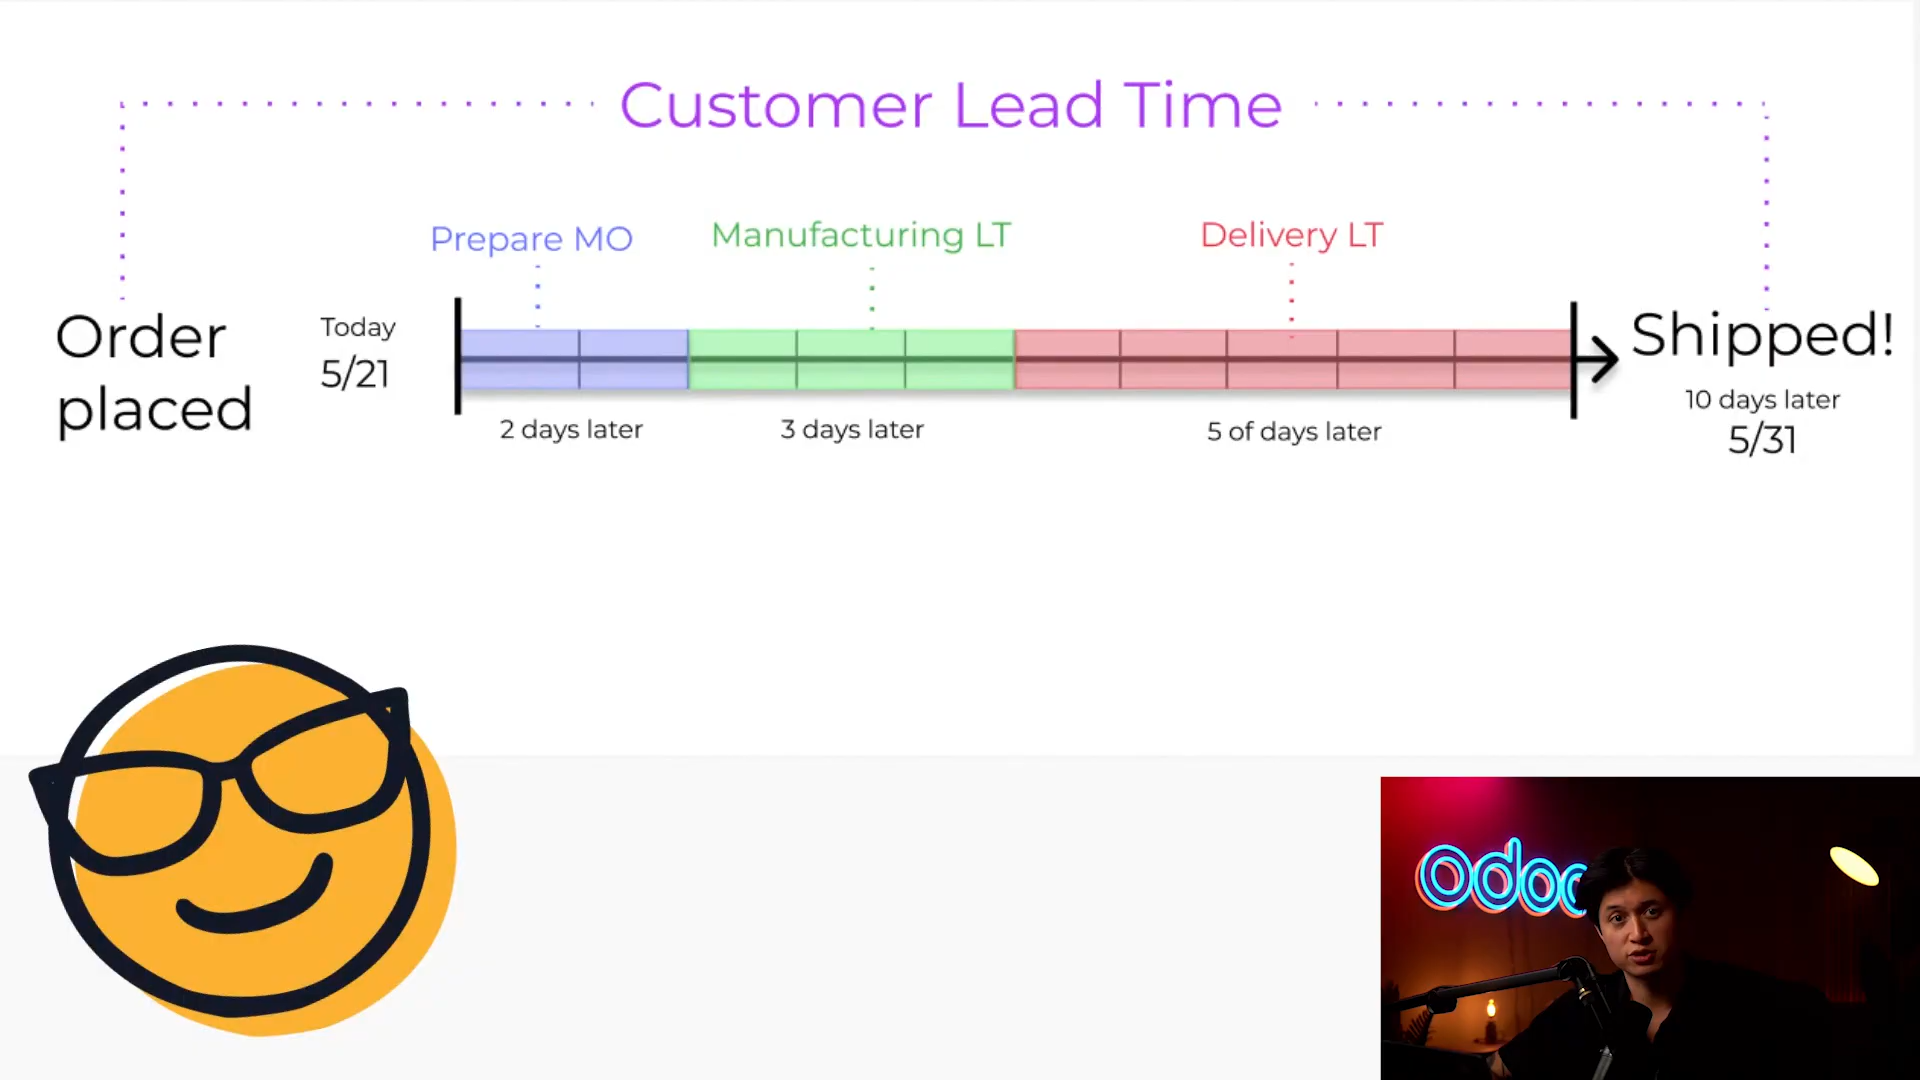 Customer Lead Time
Prepare MO
Manufacturing LT
Delivery LT
Order
placed
Today
5/21
2 days later
3 days later
5 of days later
Shipped!
10 days later
5/31
odoo